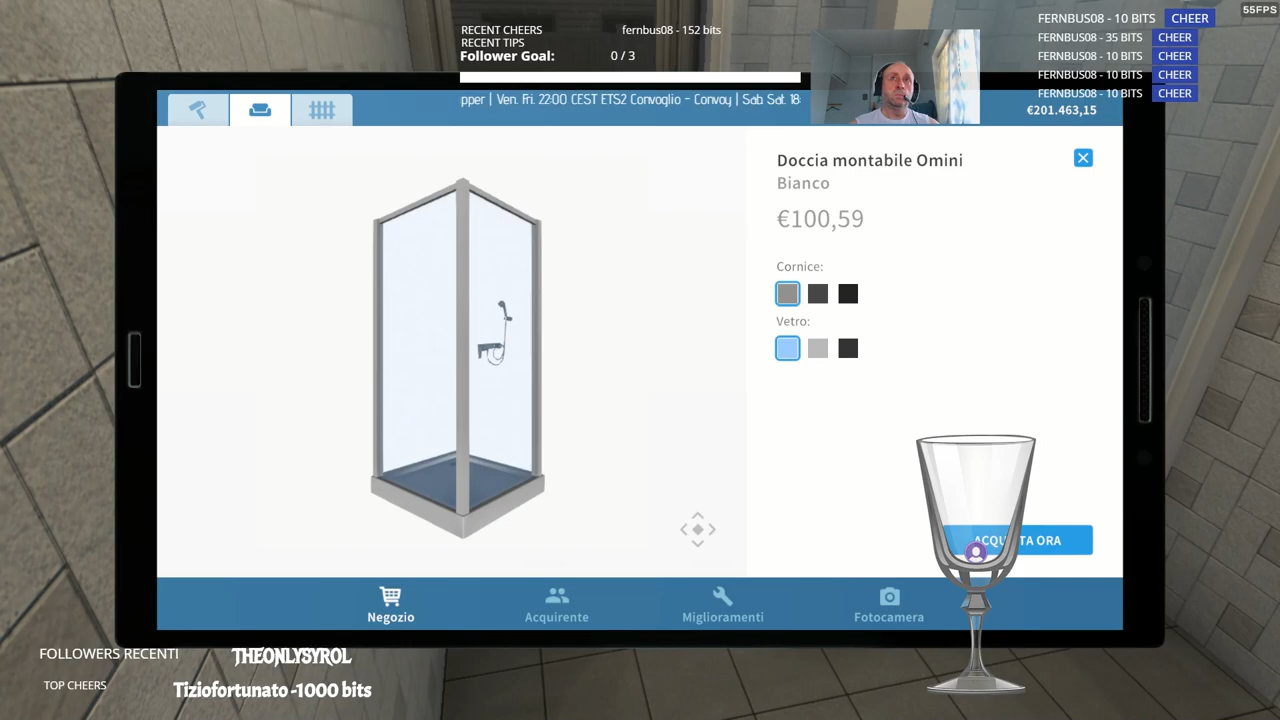 RECENT CHEERS
fernbus08 - 152 bits
RECENT TIPS
Follower Goal:
0 / 3
FERNBUS08 - 10 BITS CHEER
FERNBUS08 - 35 BITS CHEER
FERNBUS08 - 10 BITS CHEER
FERNBUS08 - 10 BITS CHEER
FERNBUS08 - 10 BITS CHEER
55FPS
pper | Ven. Fri. 22:00 CEST ETS2 Convoglio - Convoy | Sab Sat. 18:
€201.463,15
Doccia montabile Omini
Bianco
€100,59
Cornice:
Vetro:
ACQUISTA ORA
Negozio
Acquirente
Miglioramenti
Fotocamera
FOLLOWERS RECENTI
THEONLYSYROL
TOP CHEERS
Tiziofortunato -1000 bits